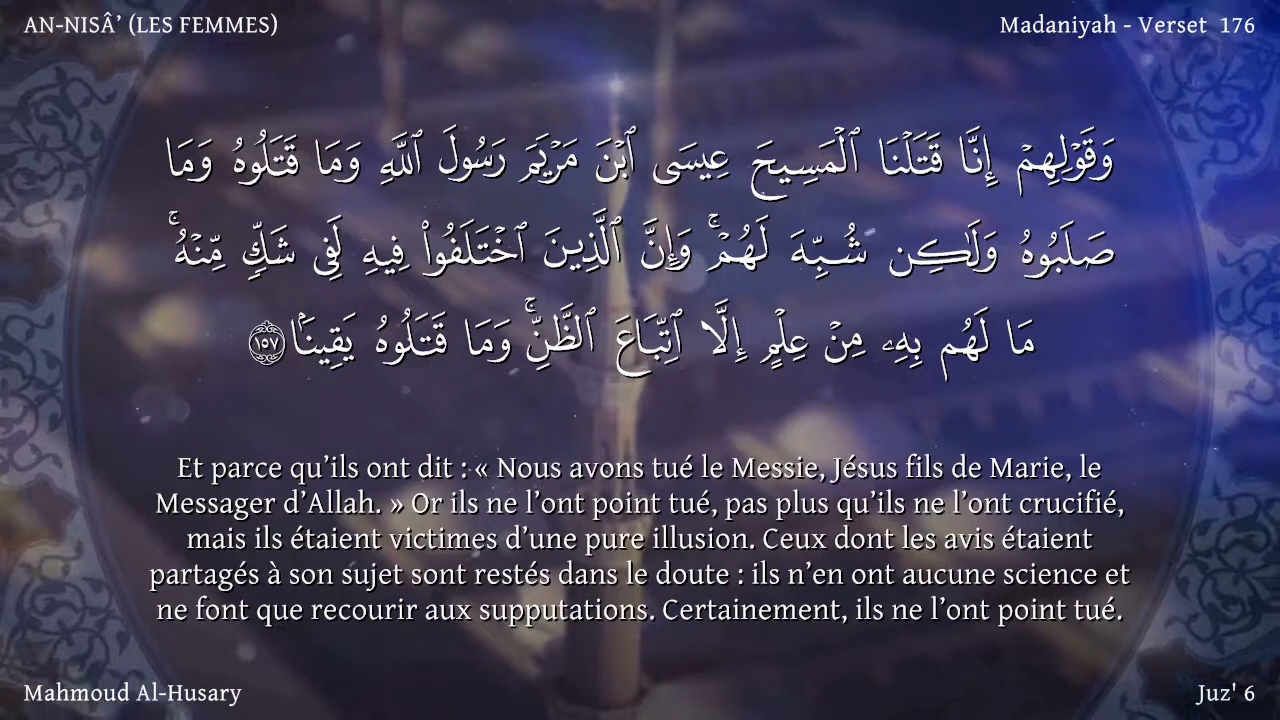 AN-NISÂ’ (LES FEMMES)
Madaniyah - Verset 176
وَقَوْلِهِمْ إِنَّا قَتَلْنَا ٱلْمَسِيحَ عِيسَى ٱبْنَ مَرْيَمَ رَسُولَ ٱللَّهِ وَمَا قَتَلُوهُ وَمَا
صَلَبُوهُ وَلَٰكِن شُبِّهَ لَهُمْ ۚ وَإِنَّ ٱلَّذِينَ ٱخْتَلَفُوا۟ فِيهِ لَفِى شَكٍّ مِّنْهُ ۚ
مَا لَهُم بِهِۦ مِنْ عِلْمٍ إِلَّا ٱتِّبَاعَ ٱلظَّنِّ ۚ وَمَا قَتَلُوهُ يَقِينًۢا ١٥٧
Et parce qu’ils ont dit : « Nous avons tué le Messie, Jésus fils de Marie, le
Messager d’Allah. » Or ils ne l’ont point tué, pas plus qu’ils ne l’ont crucifié,
mais ils étaient victimes d’une pure illusion. Ceux dont les avis étaient
partagés à son sujet sont restés dans le doute : ils n’en ont aucune science et
ne font que recourir aux supputations. Certainement, ils ne l’ont point tué.
Mahmoud Al-Husary
Juz' 6